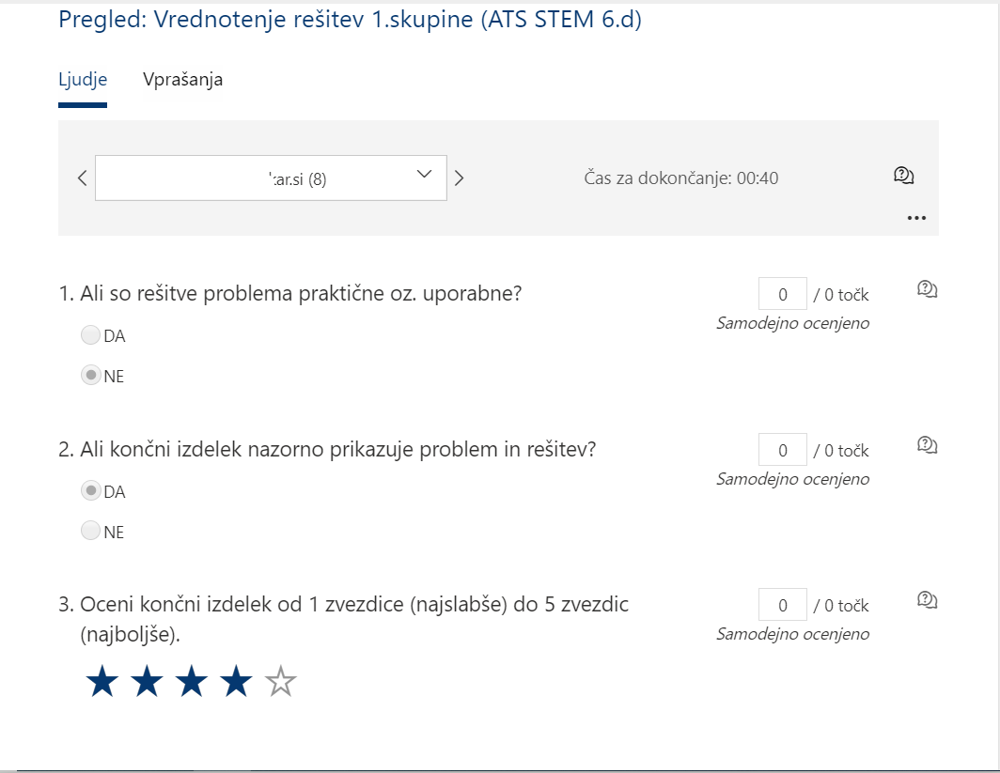 Pregled: Vrednotenje rešitev 1.skupine (ATS STEM 6.d)
Ljudje Vprašanja
ar.si (8)
Čas za dokončanje: 00:40
1. Ali so rešitve problema praktične oz. uporabne?
0 / 0 točk
Samodejno ocenjeno
DA
NE
2. Ali končni izdelek nazorno prikazuje problem in rešitev?
0 / 0 točk
Samodejno ocenjeno
DA
NE
3. Oceni končni izdelek od 1 zvezdice (najslabše) do 5 zvezdic
(najboljše).
0 / 0 točk
Samodejno ocenjeno